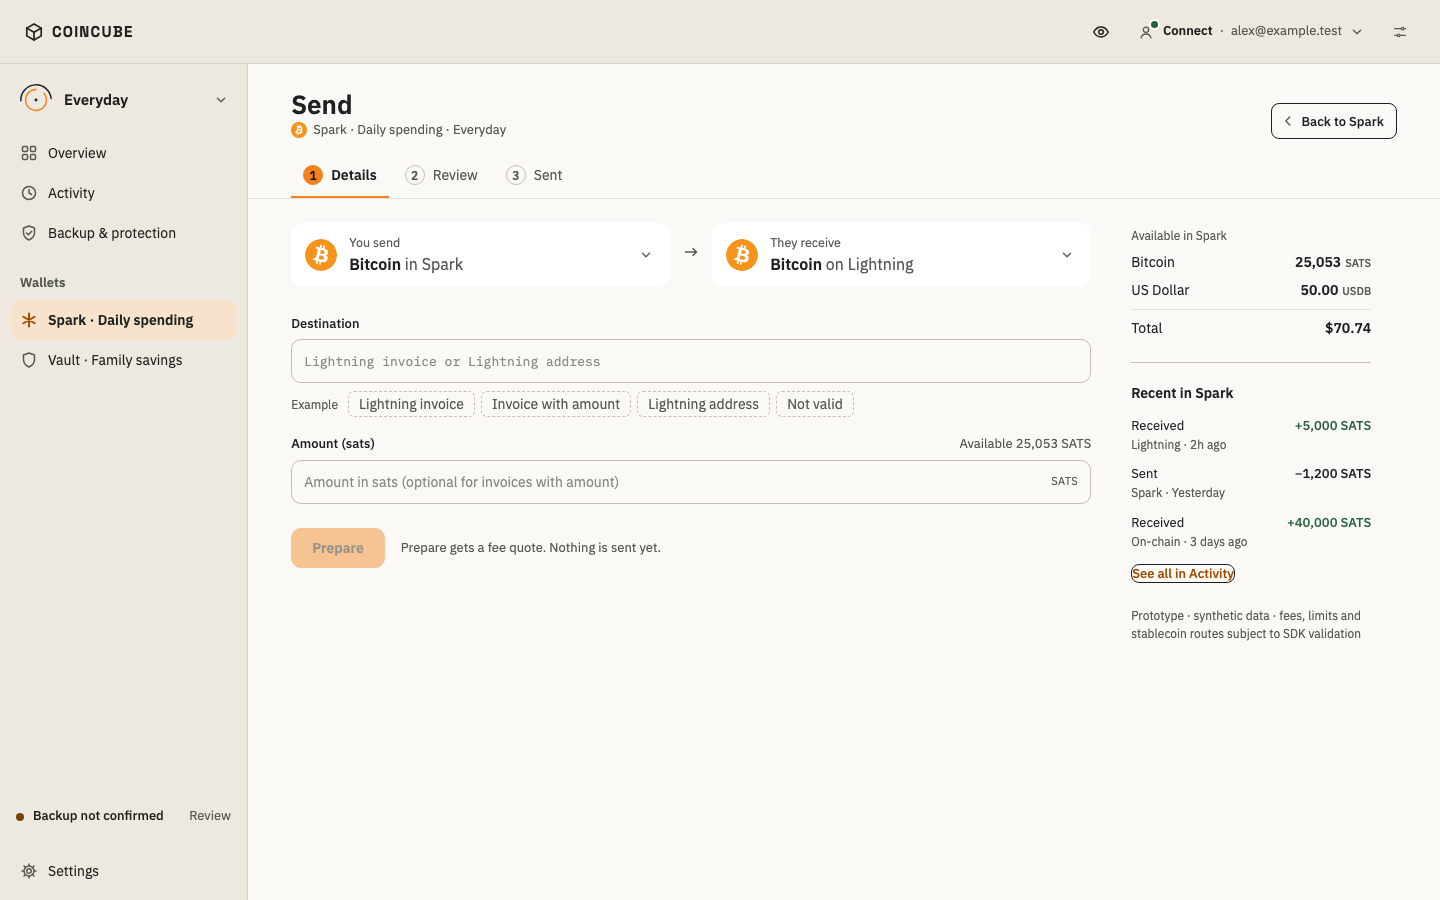 COINCUBE
Connect · alex@example.test
Everyday
Overview
Activity
Backup & protection
Wallets
Spark · Daily spending
Vault · Family savings
Backup not confirmed Review
Settings
Send
Spark · Daily spending · Everyday
Back to Spark
1 Details 2 Review 3 Sent
You send
Bitcoin in Spark
They receive
Bitcoin on Lightning
Destination
Lightning invoice or Lightning address
Example Lightning invoice Invoice with amount Lightning address Not valid
Amount (sats) Available 25,053 SATS
Amount in sats (optional for invoices with amount) SATS
Prepare Prepare gets a fee quote. Nothing is sent yet.
Available in Spark
Bitcoin 25,053 SATS
US Dollar 50.00 USDB
Total $70.74
Recent in Spark
Received +5,000 SATS
Lightning · 2h ago
Sent −1,200 SATS
Spark · Yesterday
Received +40,000 SATS
On-chain · 3 days ago
See all in Activity
Prototype · synthetic data · fees, limits and
stablecoin routes subject to SDK validation